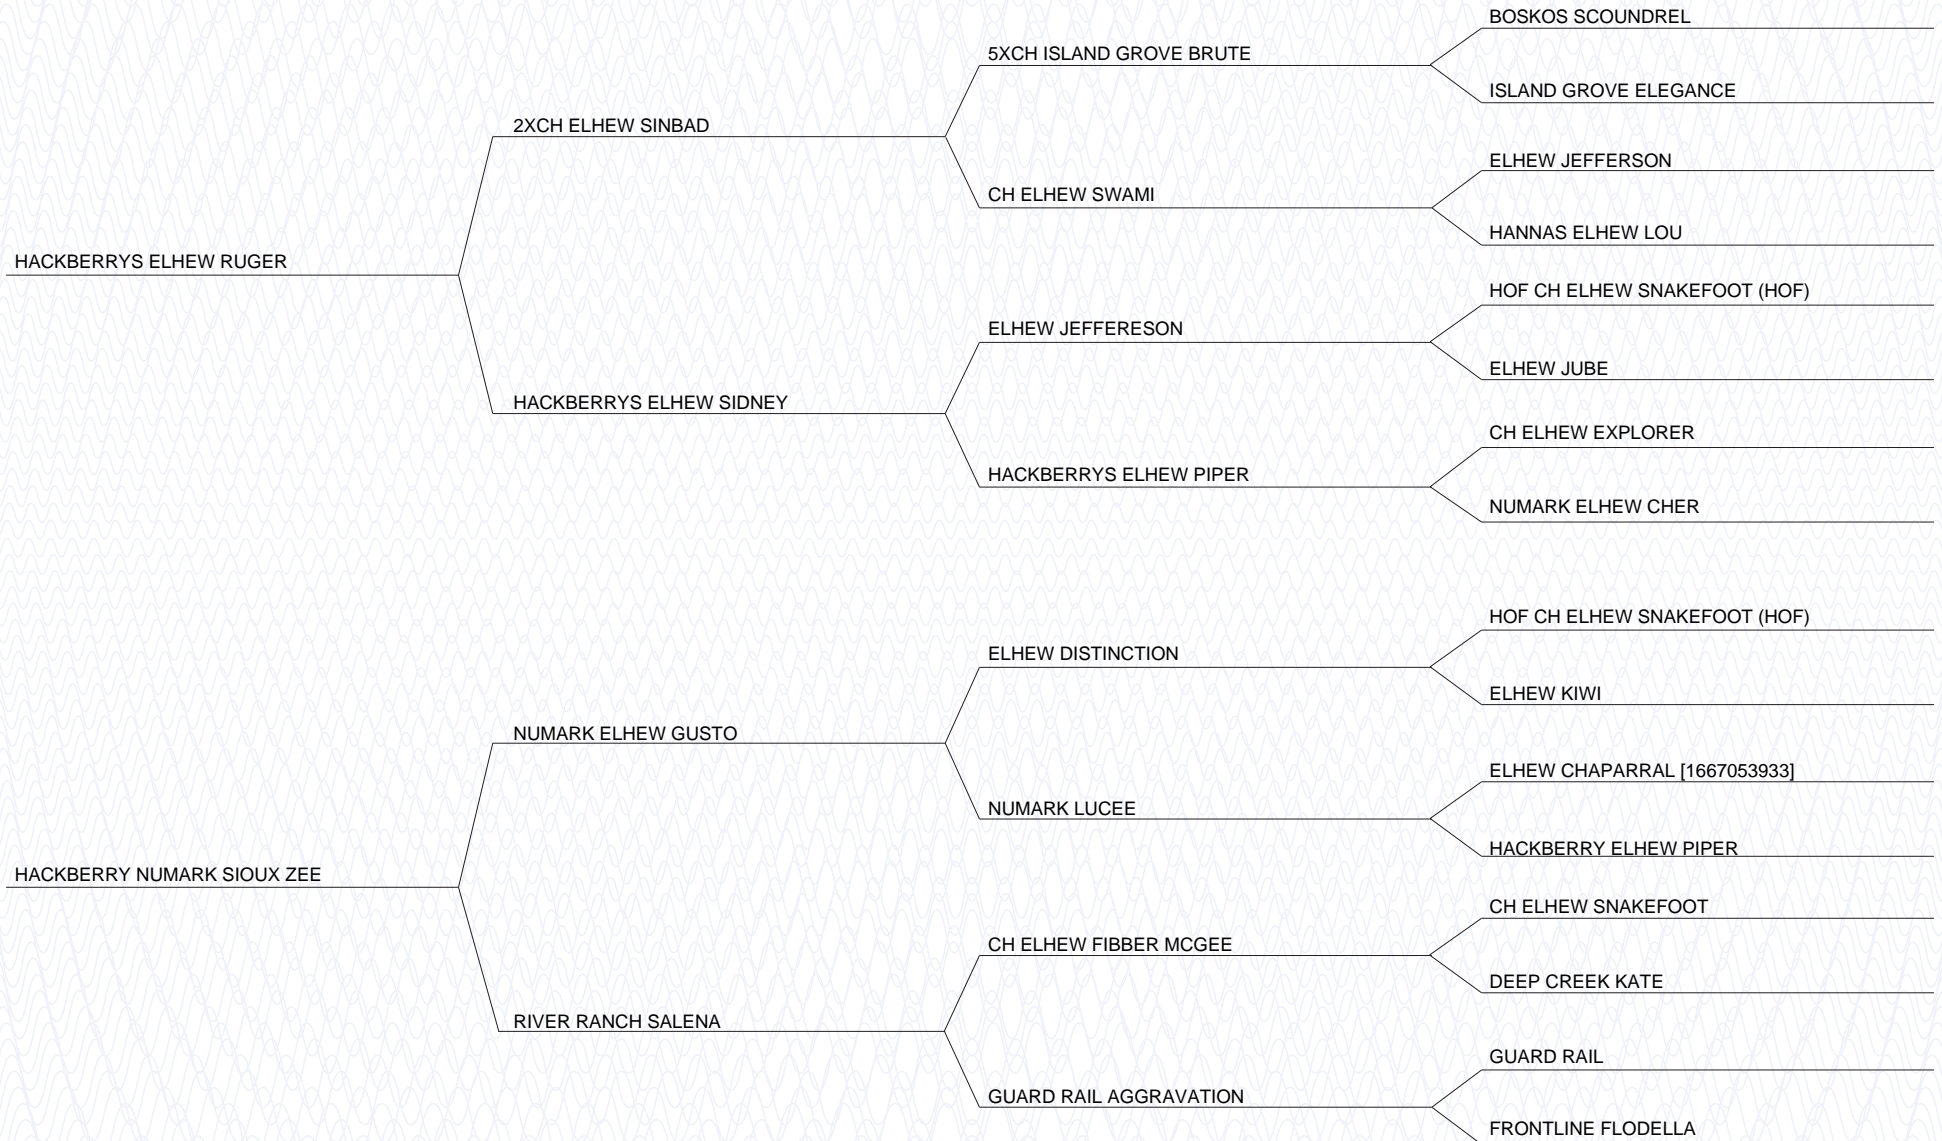 BOSKOS SCOUNDREL
5XCH ISLAND GROVE BRUTE
ISLAND GROVE ELEGANCE
2XCH ELHEW SINBAD
ELHEW JEFFERSON
CH ELHEW SWAMI
HANNAS ELHEW LOU
HACKBERRYS ELHEW RUGER
HOF CH ELHEW SNAKEFOOT (HOF)
ELHEW JEFFERESON
ELHEW JUBE
HACKBERRYS ELHEW SIDNEY
CH ELHEW EXPLORER
HACKBERRYS ELHEW PIPER
NUMARK ELHEW CHER
HOF CH ELHEW SNAKEFOOT (HOF)
ELHEW DISTINCTION
ELHEW KIWI
NUMARK ELHEW GUSTO
ELHEW CHAPARRAL [1667053933]
NUMARK LUCEE
HACKBERRY ELHEW PIPER
HACKBERRY NUMARK SIOUX ZEE
CH ELHEW SNAKEFOOT
CH ELHEW FIBBER MCGEE
DEEP CREEK KATE
RIVER RANCH SALENA
GUARD RAIL
GUARD RAIL AGGRAVATION
FRONTLINE FLODELLA